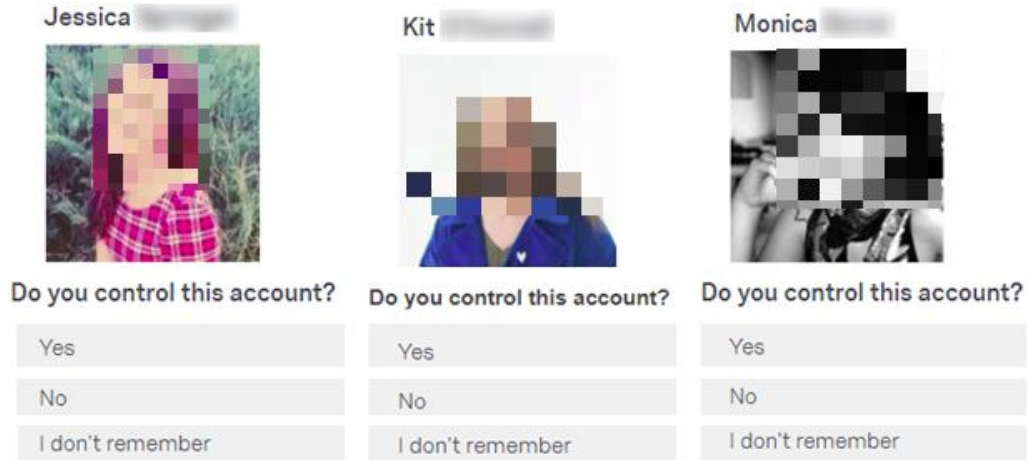 Jessica
Do you control this account?
Yes
No
I don't remember
Kit
Do you control this account?
Yes
No
I don't remember
Monica
Do you control this account?
Yes
No
I don't remember